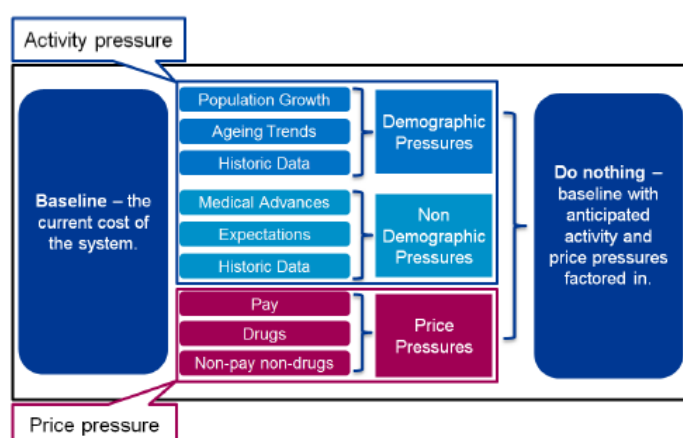 Activity pressure
Baseline – the
current cost of
the system.
Population Growth
Ageing Trends
Historic Data
Demographic
Pressures
Medical Advances
Expectations
Historic Data
Non
Demographic
Pressures
Pay
Drugs
Non-pay non-drugs
Price
Pressures
Do nothing –
baseline with
anticipated
activity and
price pressures
factored in.
Price pressure